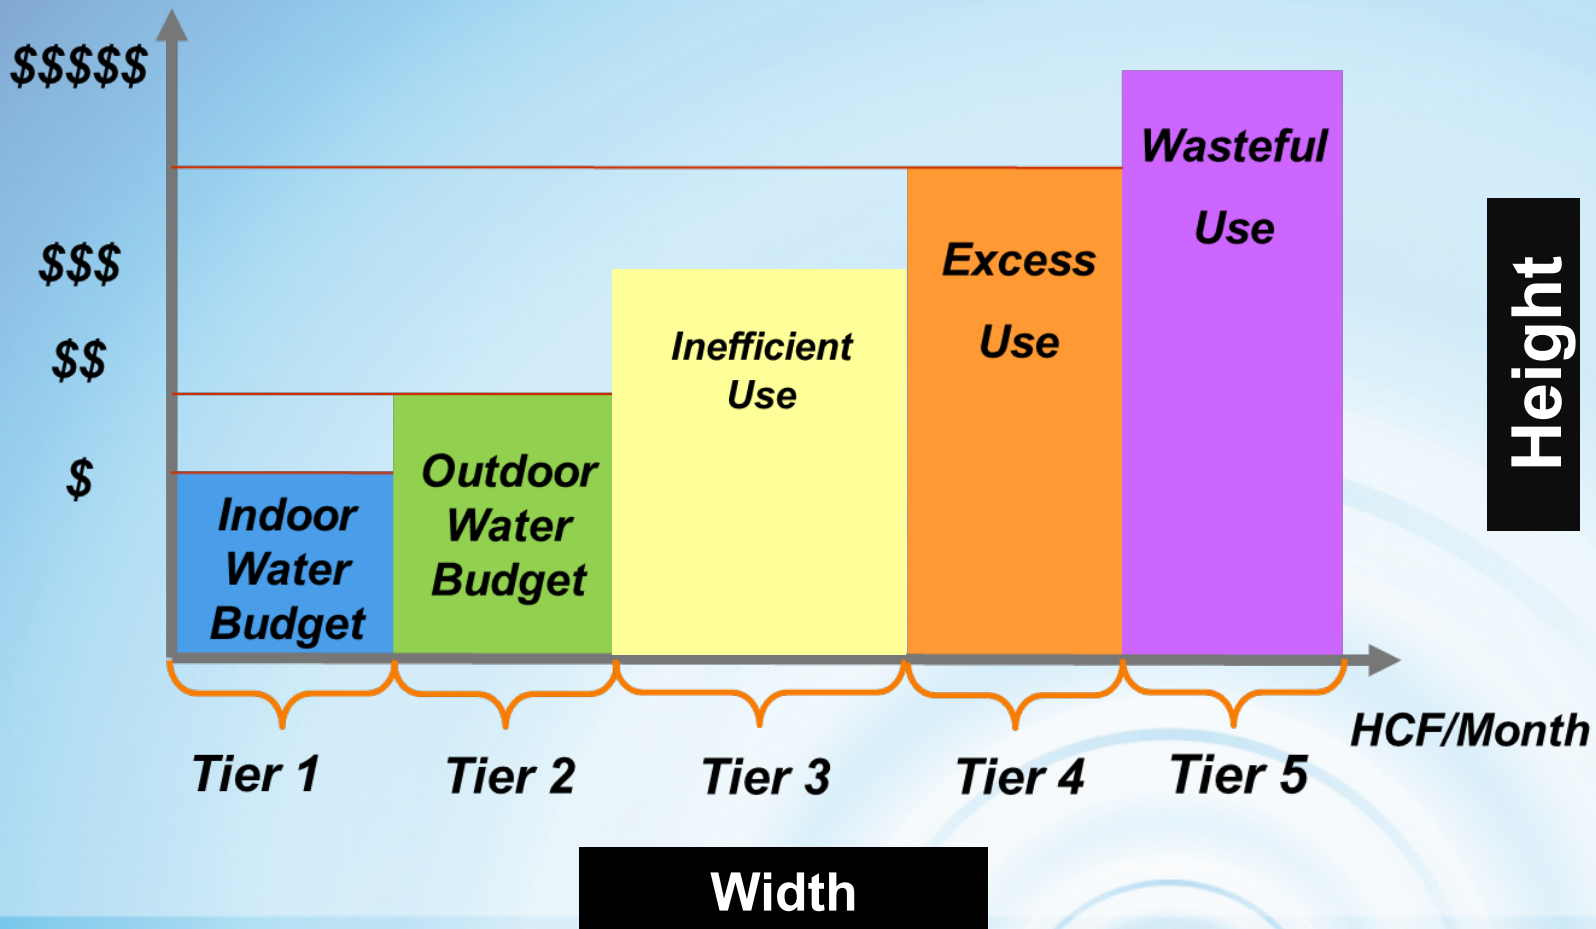 $$$$$
$$$
$$
$
Indoor
Water
Budget
Outdoor
Water
Budget
Inefficient
Use
Excess
Use
Wasteful
Use
Height
HCF/Month
Tier 1
Tier 2
Tier 3
Tier 4
Tier 5
Width